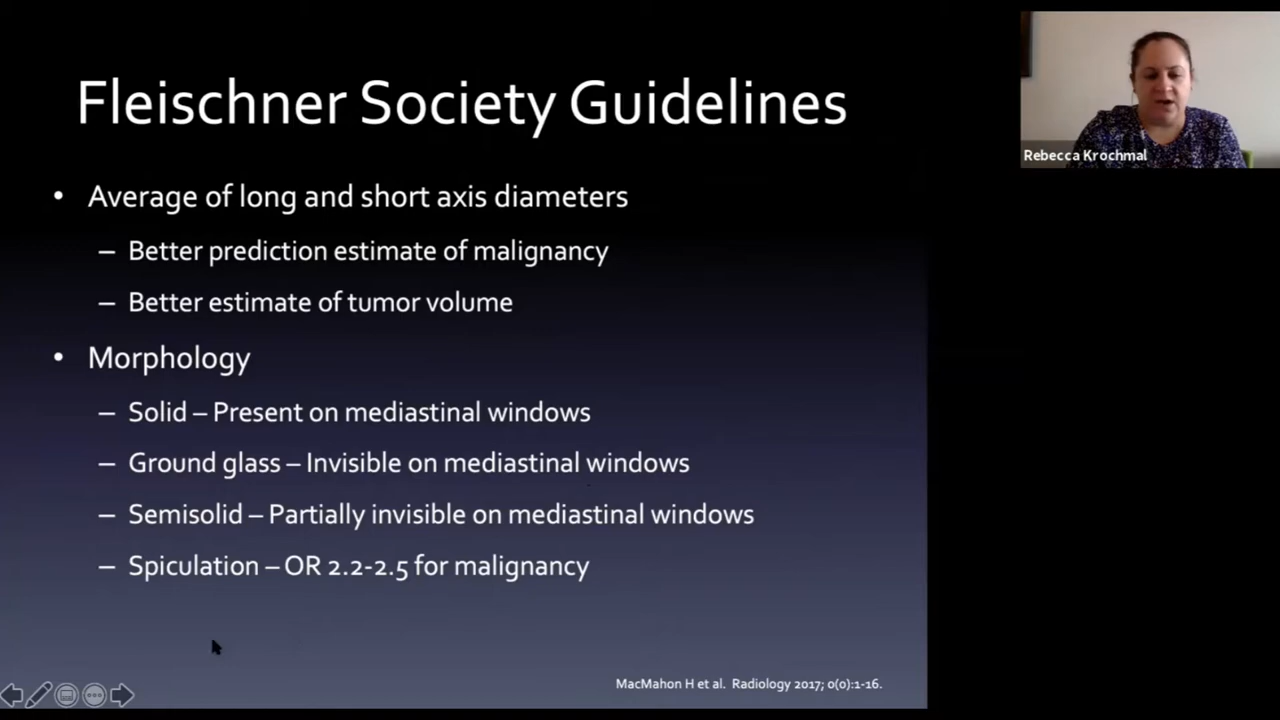 Fleischner Society Guidelines
• Average of long and short axis diameters
– Better prediction estimate of malignancy
– Better estimate of tumor volume
• Morphology
– Solid – Present on mediastinal windows
– Ground glass – Invisible on mediastinal windows
– Semisolid – Partially invisible on mediastinal windows
– Spiculation – OR 2.2-2.5 for malignancy
MacMahon H et al. Radiology 2017; 0(0):1-16.
Rebecca Krochmal